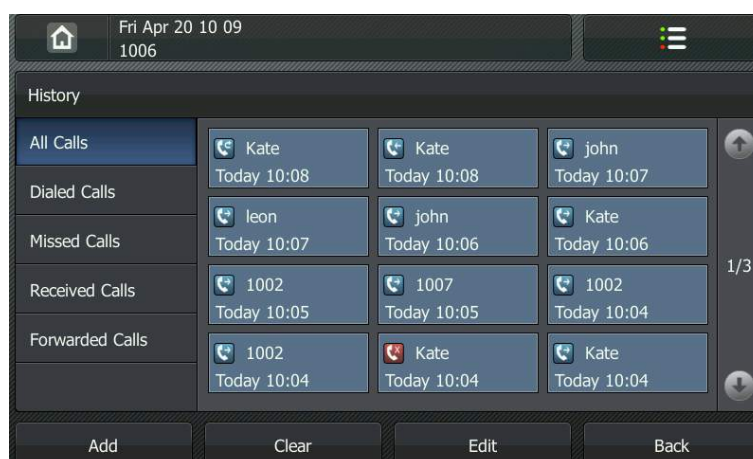 Fri Apr 20 10 09
1006
History
All Calls
Dialed Calls
Missed Calls
Received Calls
Forwarded Calls
Kate
Today 10:08
Kate
Today 10:08
john
Today 10:07
leon
Today 10:07
john
Today 10:06
Kate
Today 10:06
1002
Today 10:05
1007
Today 10:05
1002
Today 10:04
1002
Today 10:04
Kate
Today 10:04
Kate
Today 10:04
1/3
Add
Clear
Edit
Back